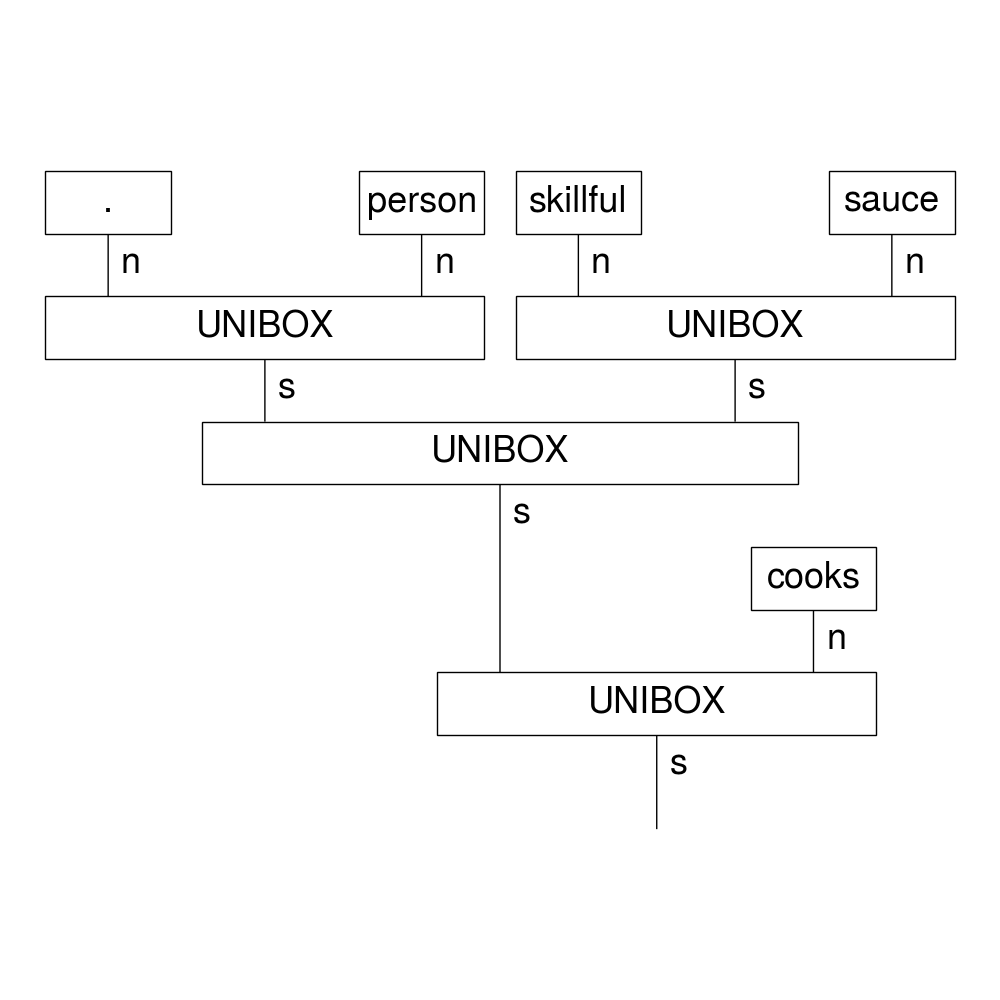 . person skillful sauce
n n n n
UNIBOX UNIBOX
s s
UNIBOX
s
cooks
n
UNIBOX
s